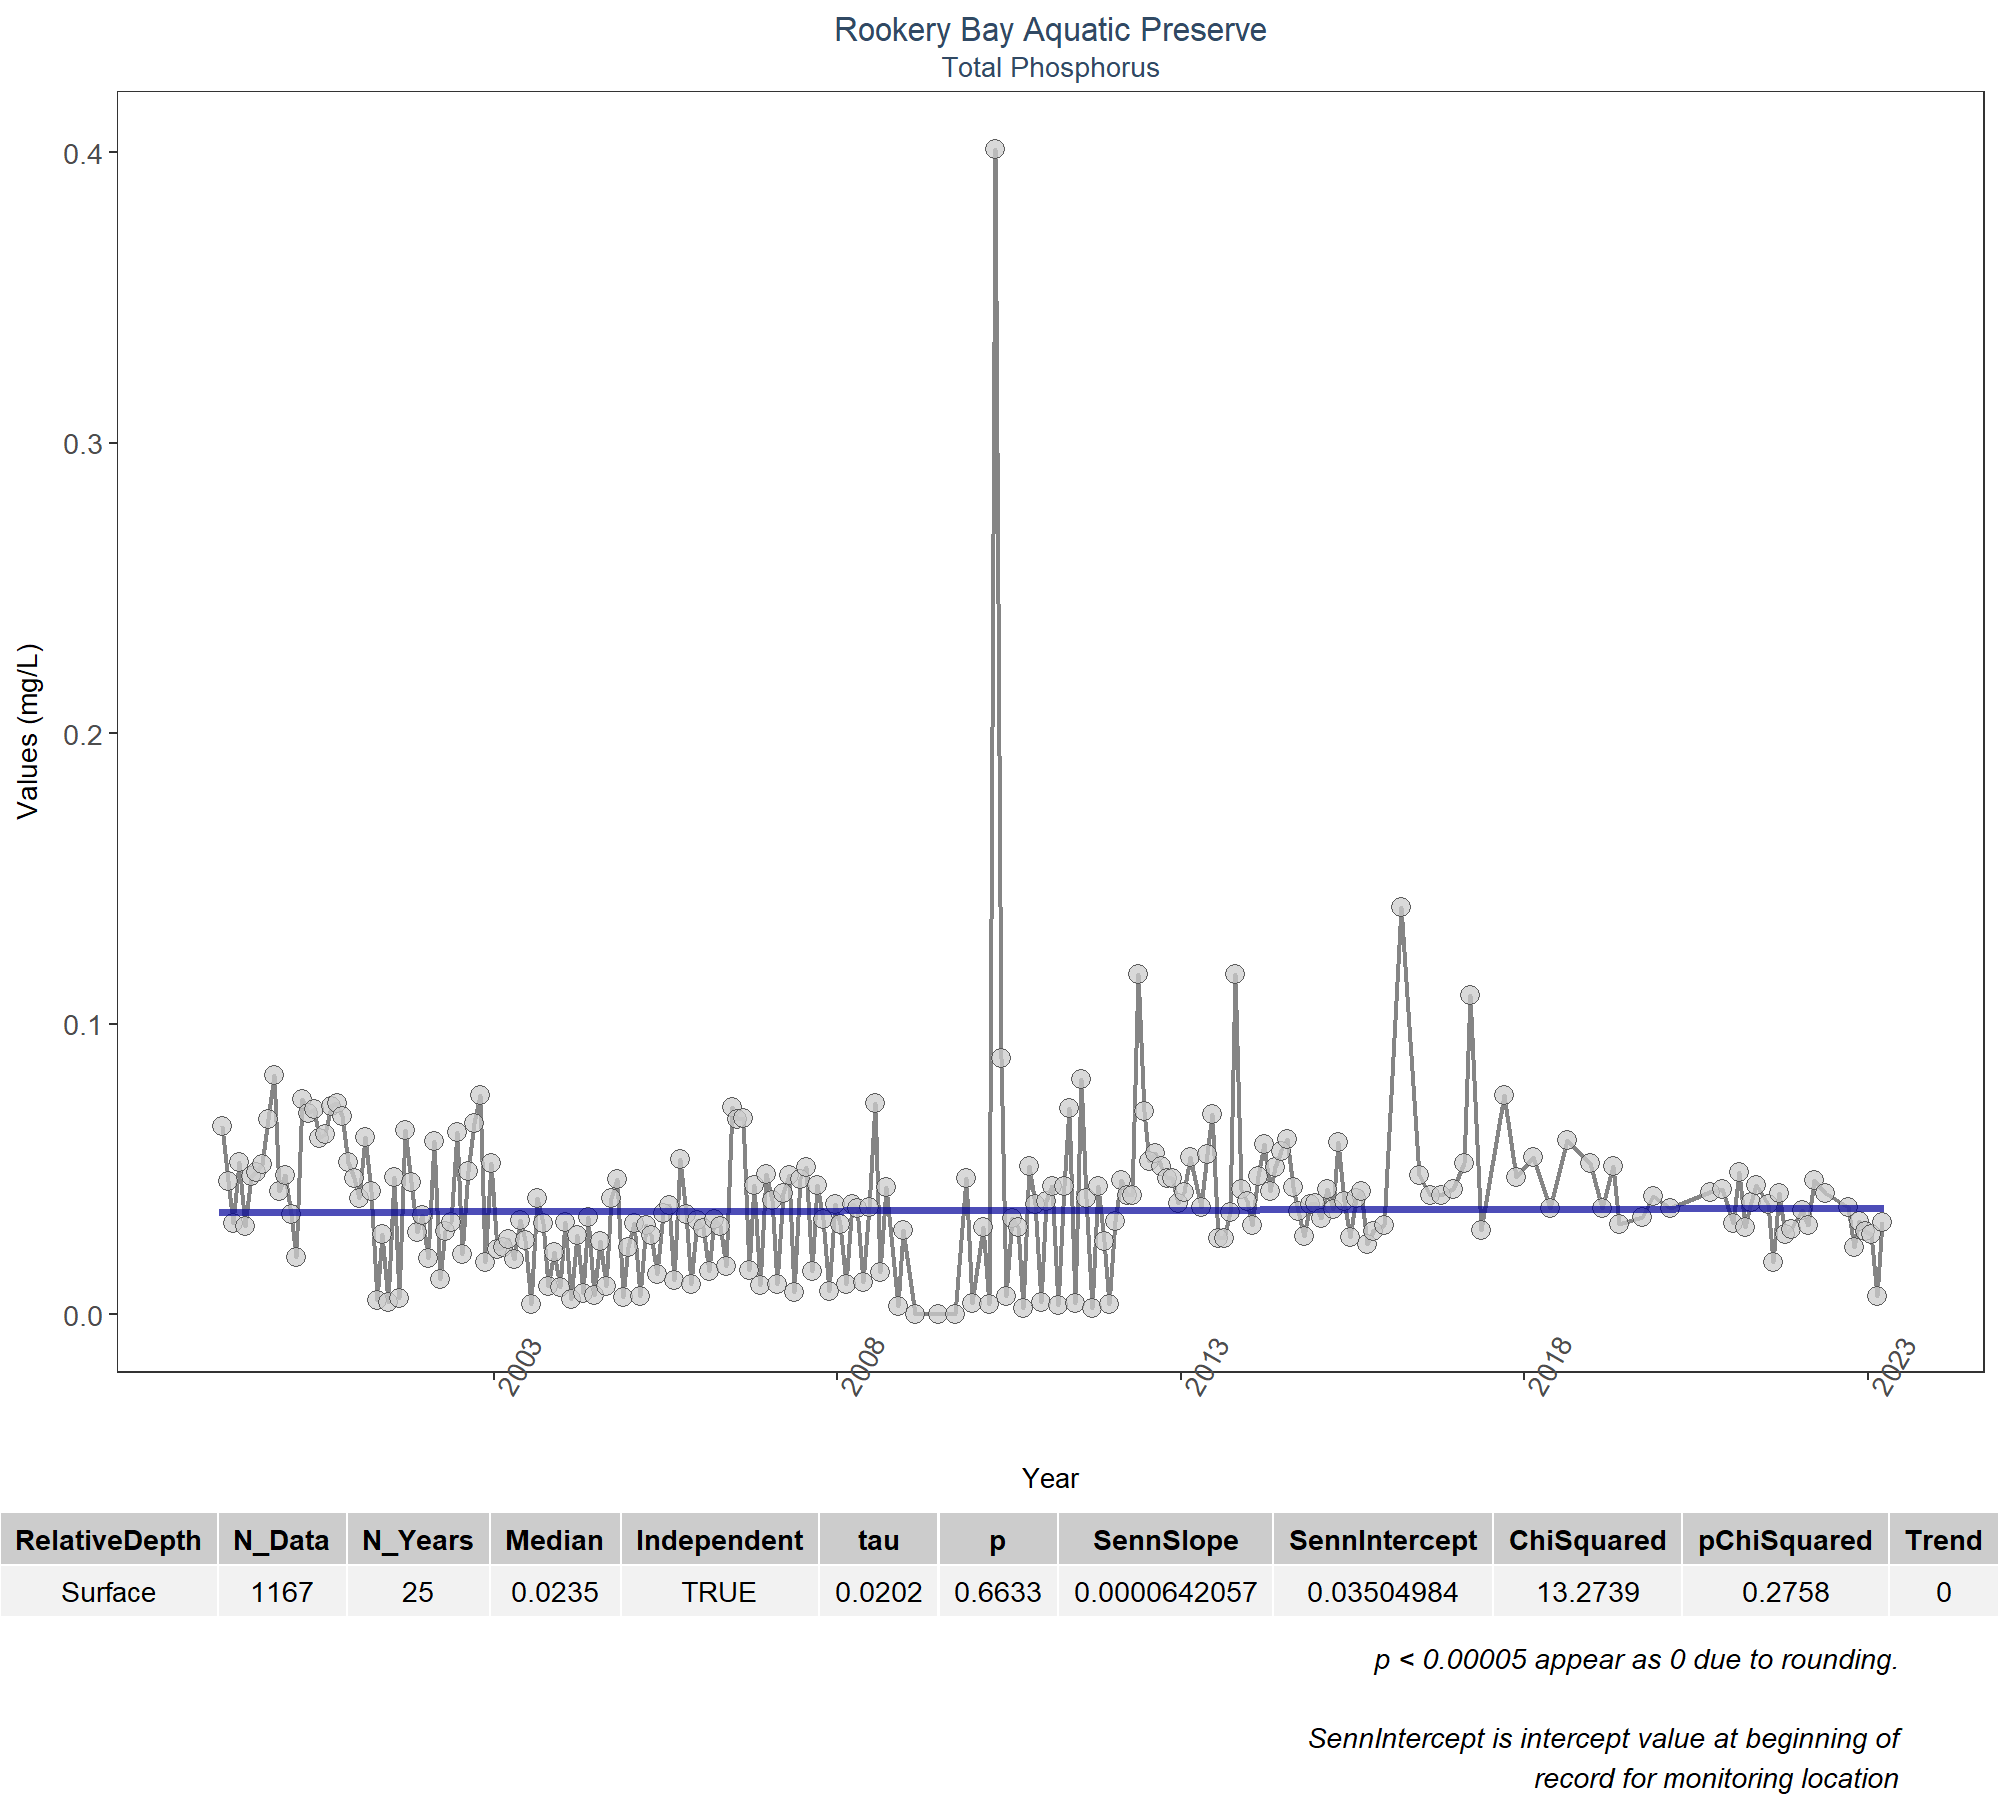 Rookery Bay Aquatic Preserve
Total Phosphorus
Values (mg/L)
0.4
0.3
0.2
0.1
0.0
2003 2008 2013 2018 2023
Year
RelativeDepth N_Data N_Years Median Independent tau p SennSlope SennIntercept ChiSquared pChiSquared Trend
Surface 1167 25 0.0235 TRUE 0.0202 0.6633 0.0000642057 0.03504984 13.2739 0.2758 0
p < 0.00005 appear as 0 due to rounding.
SennIntercept is intercept value at beginning of
record for monitoring location